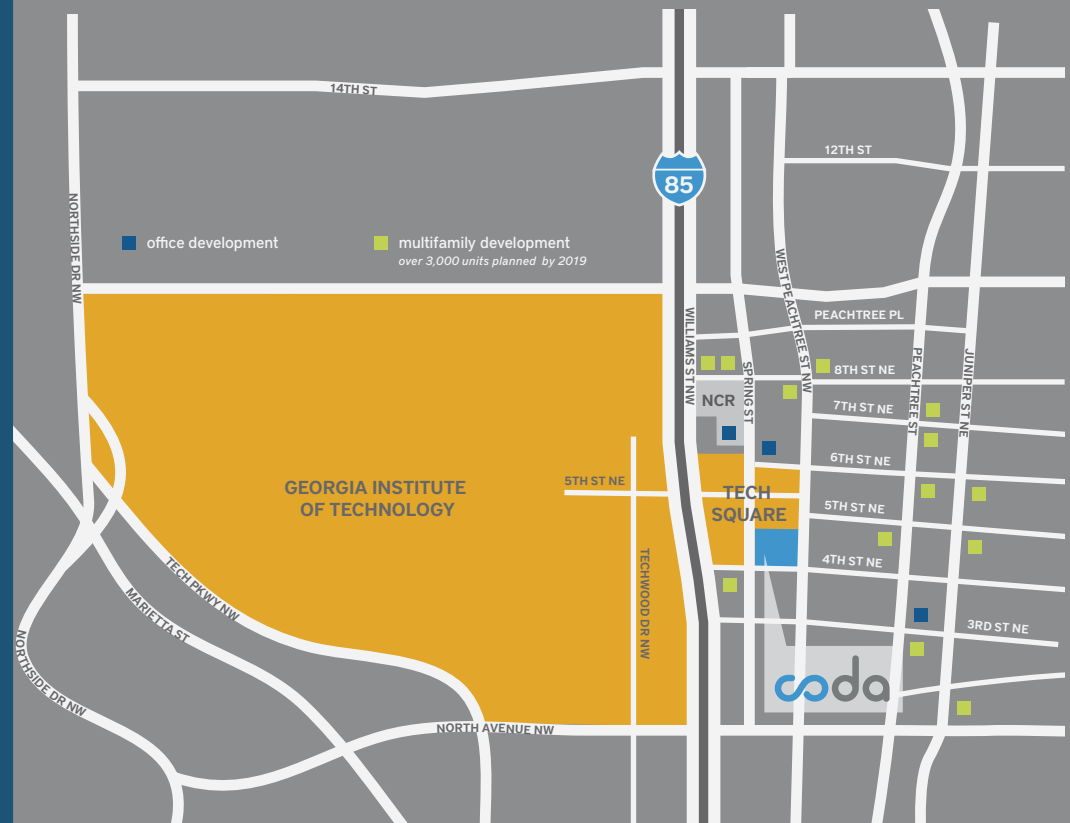 14TH ST
12TH ST
85
NORTHSIDE DR NW
office development
multifamily development
over 3,000 units planned by 2019
WEST PEACHTREE ST NW
PEACHTREE PL
WILLIAMS ST NW
SPRING ST
PEACHTREE ST
JUNIPER ST NE
8TH ST NE
NCR
7TH ST NE
6TH ST NE
GEORGIA INSTITUTE
OF TECHNOLOGY
5TH ST NE
TECH
SQUARE
5TH ST NE
4TH ST NE
TECHWOOD DR NW
TECH PKWY NW
MARIETTA ST
NORTHSIDE DR NW
3RD ST NE
coda
NORTH AVENUE NW